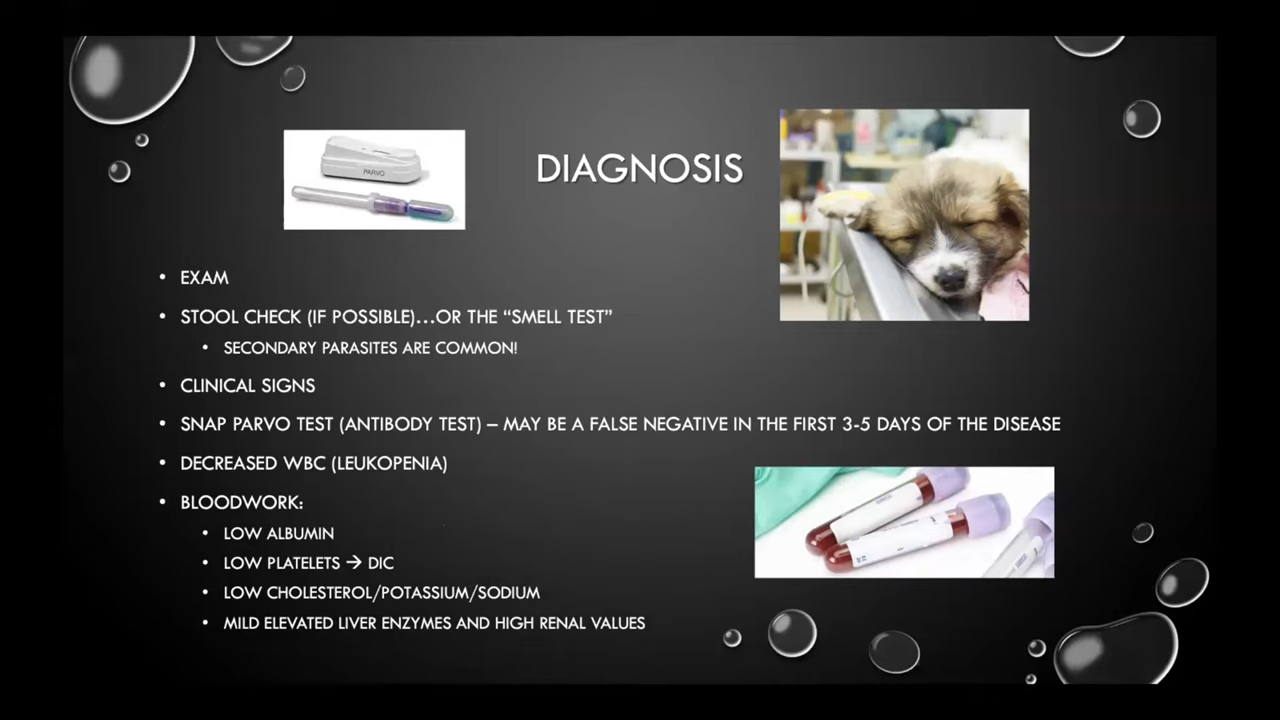 PARVO
DIAGNOSIS
• EXAM
• STOOL CHECK (IF POSSIBLE)...OR THE “SMELL TEST”
• SECONDARY PARASITES ARE COMMON!
• CLINICAL SIGNS
• SNAP PARVO TEST (ANTIBODY TEST) – MAY BE A FALSE NEGATIVE IN THE FIRST 3-5 DAYS OF THE DISEASE
• DECREASED WBC (LEUKOPENIA)
• BLOODWORK:
• LOW ALBUMIN
• LOW PLATELETS → DIC
• LOW CHOLESTEROL/POTASSIUM/SODIUM
• MILD ELEVATED LIVER ENZYMES AND HIGH RENAL VALUES